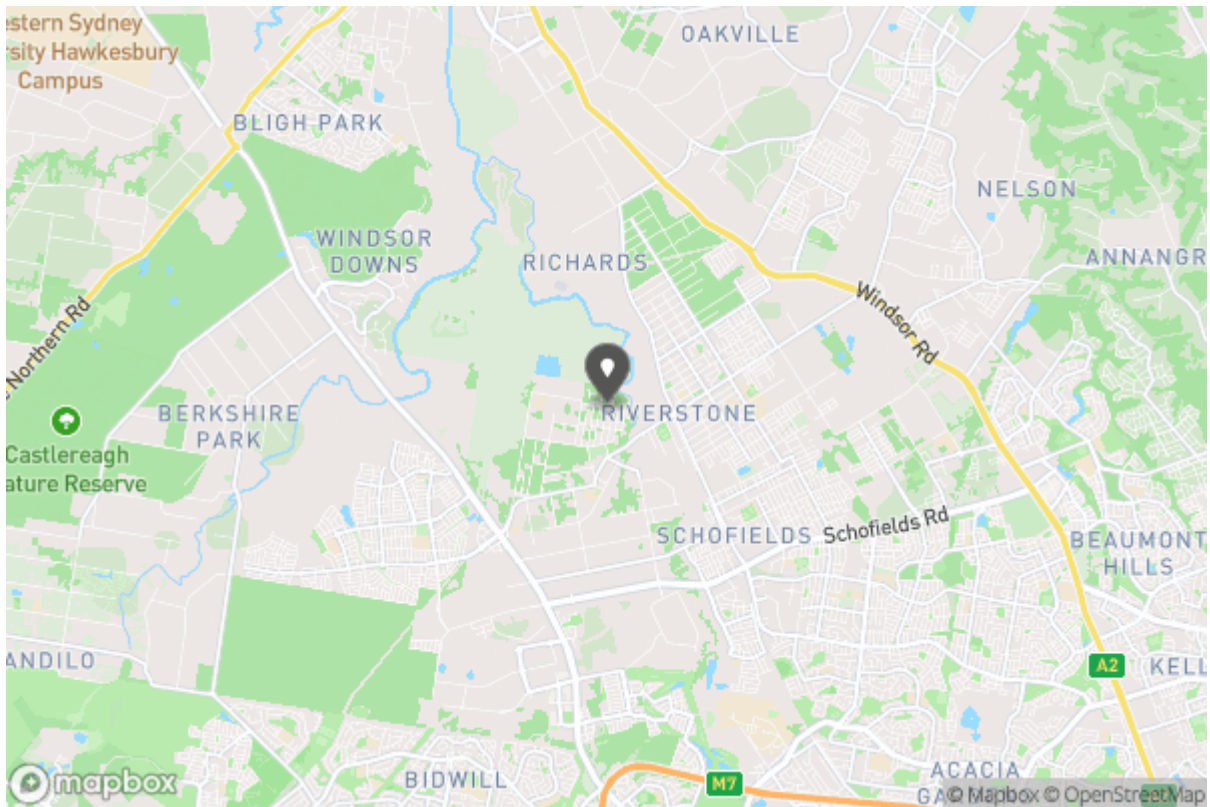 estern Sydney
rsity Hawkesbury
Campus
OAKVILLE
BLIGH PARK
NELSON
WINDSOR
DOWNS
RICHARDS
ANNANGR
Windsor Rd
Northern Rd
BERKSHIRE
PARK
RIVERSTONE
Castlereagh
ature Reserve
SCHOFIELDS
Schofields Rd
BEAUMONT
HILLS
ANDILO
A2
KELL
BIDWILL
M7
ACACIA
GA
mapbox
© Mapbox © OpenStreetMap